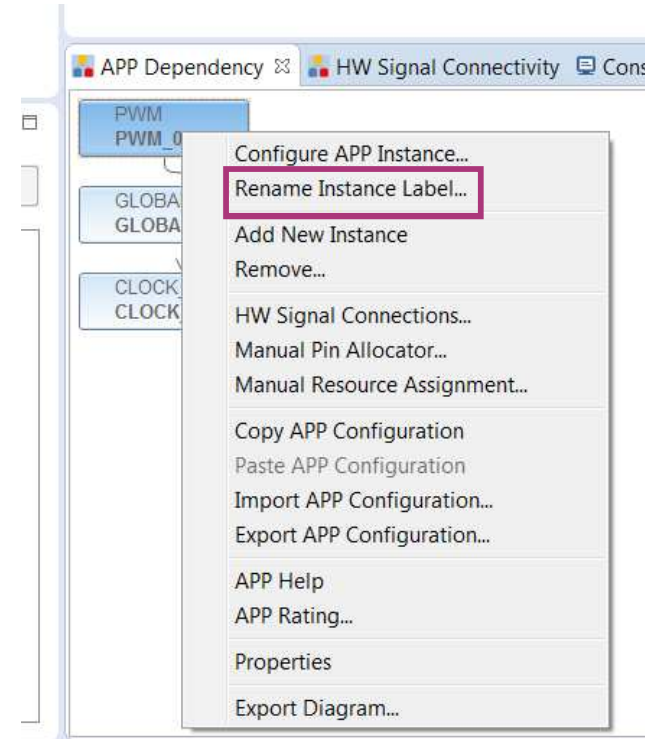 APP Dependency
HW Signal Connectivity
Cons
PWM
PWM_0
GLOBA
GLOBA
CLOCK_
CLOCK_
Configure APP Instance...
Rename Instance Label...
Add New Instance
Remove...
HW Signal Connections...
Manual Pin Allocator...
Manual Resource Assignment...
Copy APP Configuration
Paste APP Configuration
Import APP Configuration...
Export APP Configuration...
APP Help
APP Rating...
Properties
Export Diagram...